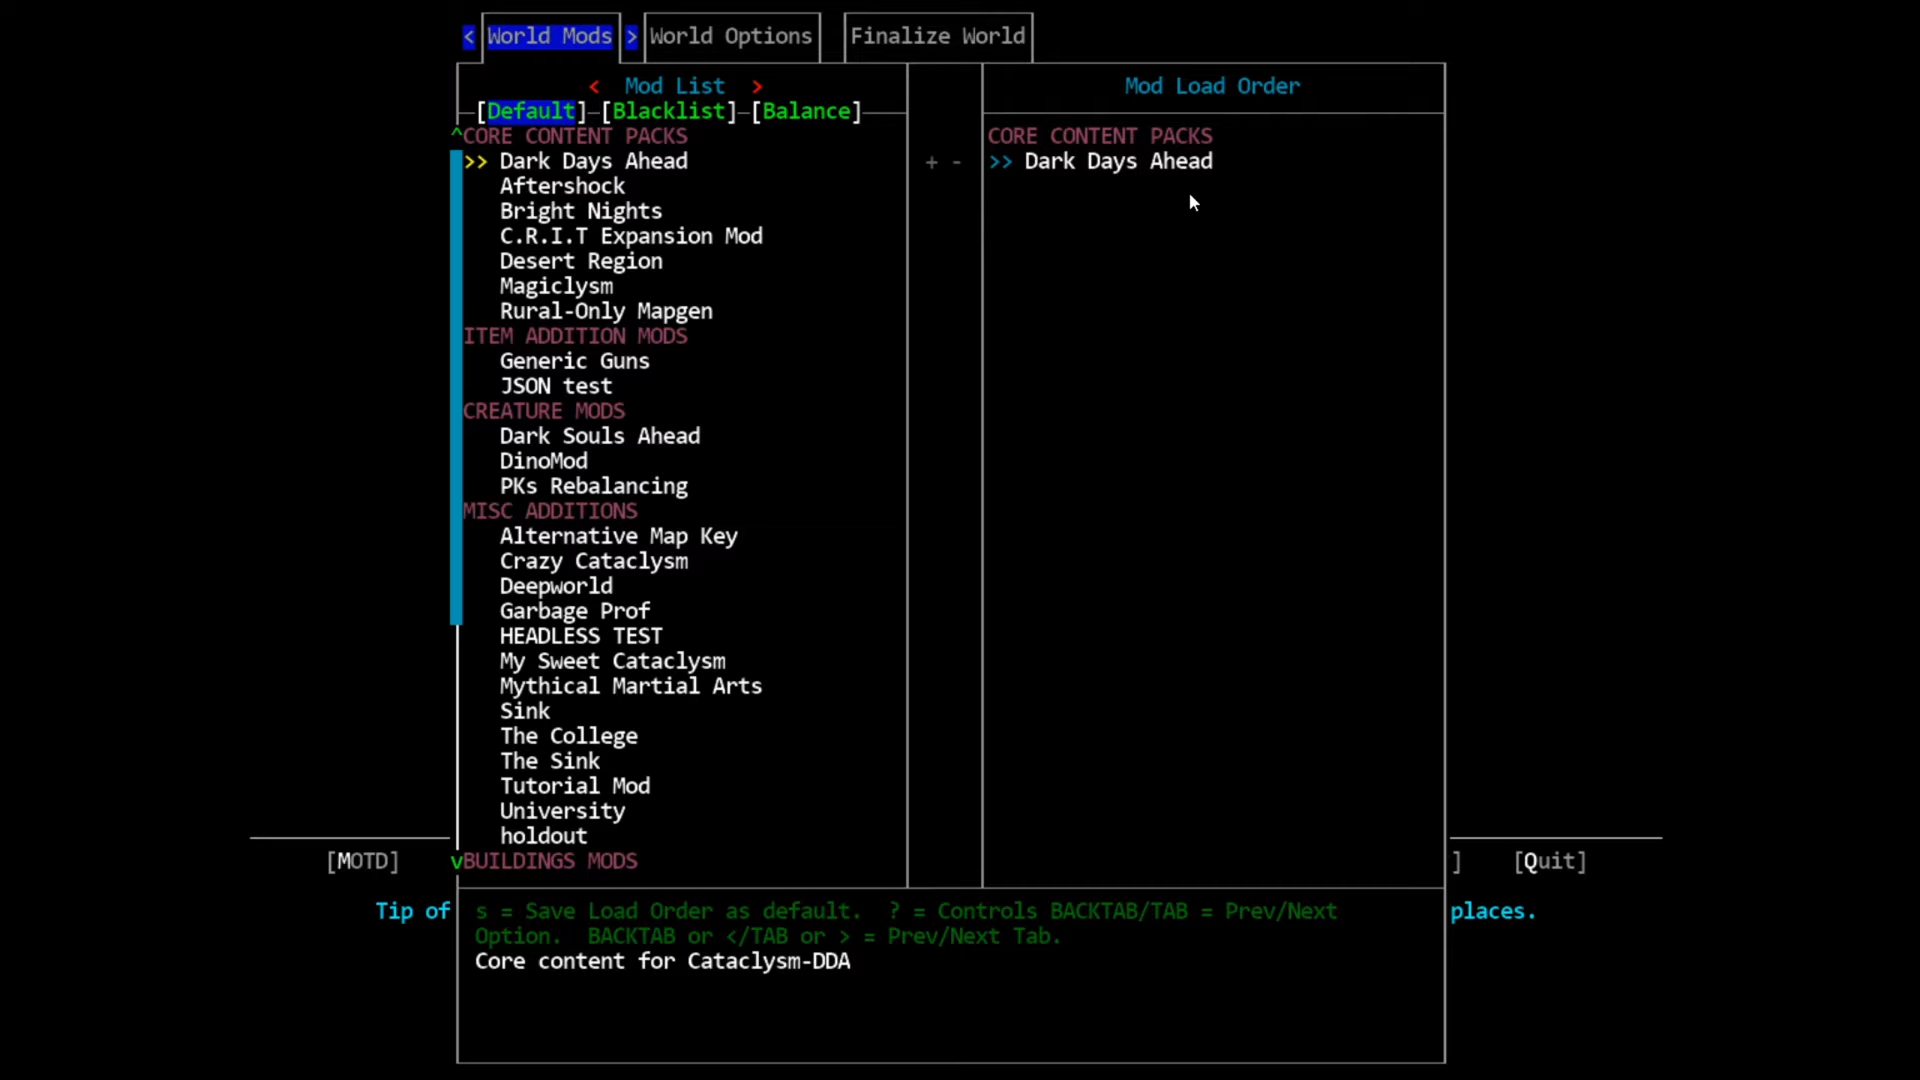 < World Mods > World Options Finalize World
< Mod List > Mod Load Order
[Default]—[Blacklist]—[Balance]
^CORE CONTENT PACKS CORE CONTENT PACKS
>> Dark Days Ahead + - >> Dark Days Ahead
Aftershock
Bright Nights
C.R.I.T Expansion Mod
Desert Region
Magiclysm
Rural-Only Mapgen
ITEM ADDITION MODS
Generic Guns
JSON test
CREATURE MODS
Dark Souls Ahead
DinoMod
PKs Rebalancing
MISC ADDITIONS
Alternative Map Key
Crazy Cataclysm
Deepworld
Garbage Prof
HEADLESS TEST
My Sweet Cataclysm
Mythical Martial Arts
Sink
The College
The Sink
Tutorial Mod
University
holdout
[MOTD] vBUILDINGS MODS ] [Quit]
Tip of s = Save Load Order as default. ? = Controls BACKTAB/TAB = Prev/Next places.
Option. BACKTAB or </TAB or > = Prev/Next Tab.
Core content for Cataclysm-DDA